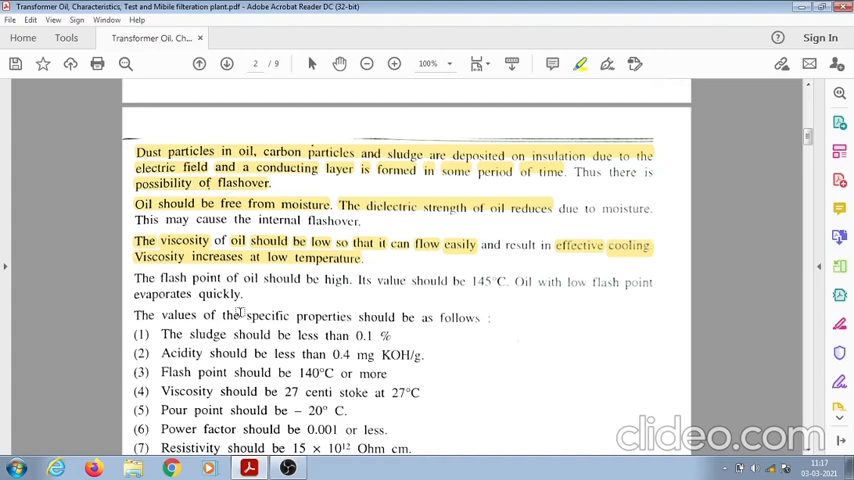 Transformer Oil, Characteristics, Test and Mibile filteration plant.pdf - Adobe Acrobat Reader DC (32-bit)
File Edit View Sign Window Help
Home Tools Transformer Oil, Ch... × Sign In
2 / 9 100%
Dust particles in oil, carbon particles and sludge are deposited on insulation due to the
electric field and a conducting layer is formed in some period of time. Thus there is
possibility of flashover.
Oil should be free from moisture. The dielectric strength of oil reduces due to moisture.
This may cause the internal flashover.
The viscosity of oil should be low so that it can flow easily and result in effective cooling.
Viscosity increases at low temperature.
The flash point of oil should be high. Its value should be 145°C. Oil with low flash point
evaporates quickly.
The values of the specific properties should be as follows :
(1) The sludge should be less than 0.1 %
(2) Acidity should be less than 0.4 mg KOH/g.
(3) Flash point should be 140°C or more
(4) Viscosity should be 27 centi stoke at 27°C
(5) Pour point should be – 20° C.
(6) Power factor should be 0.001 or less.
(7) Resistivity should be 15 × 10¹² Ohm cm.
clideo.com
11:17
03-03-2021